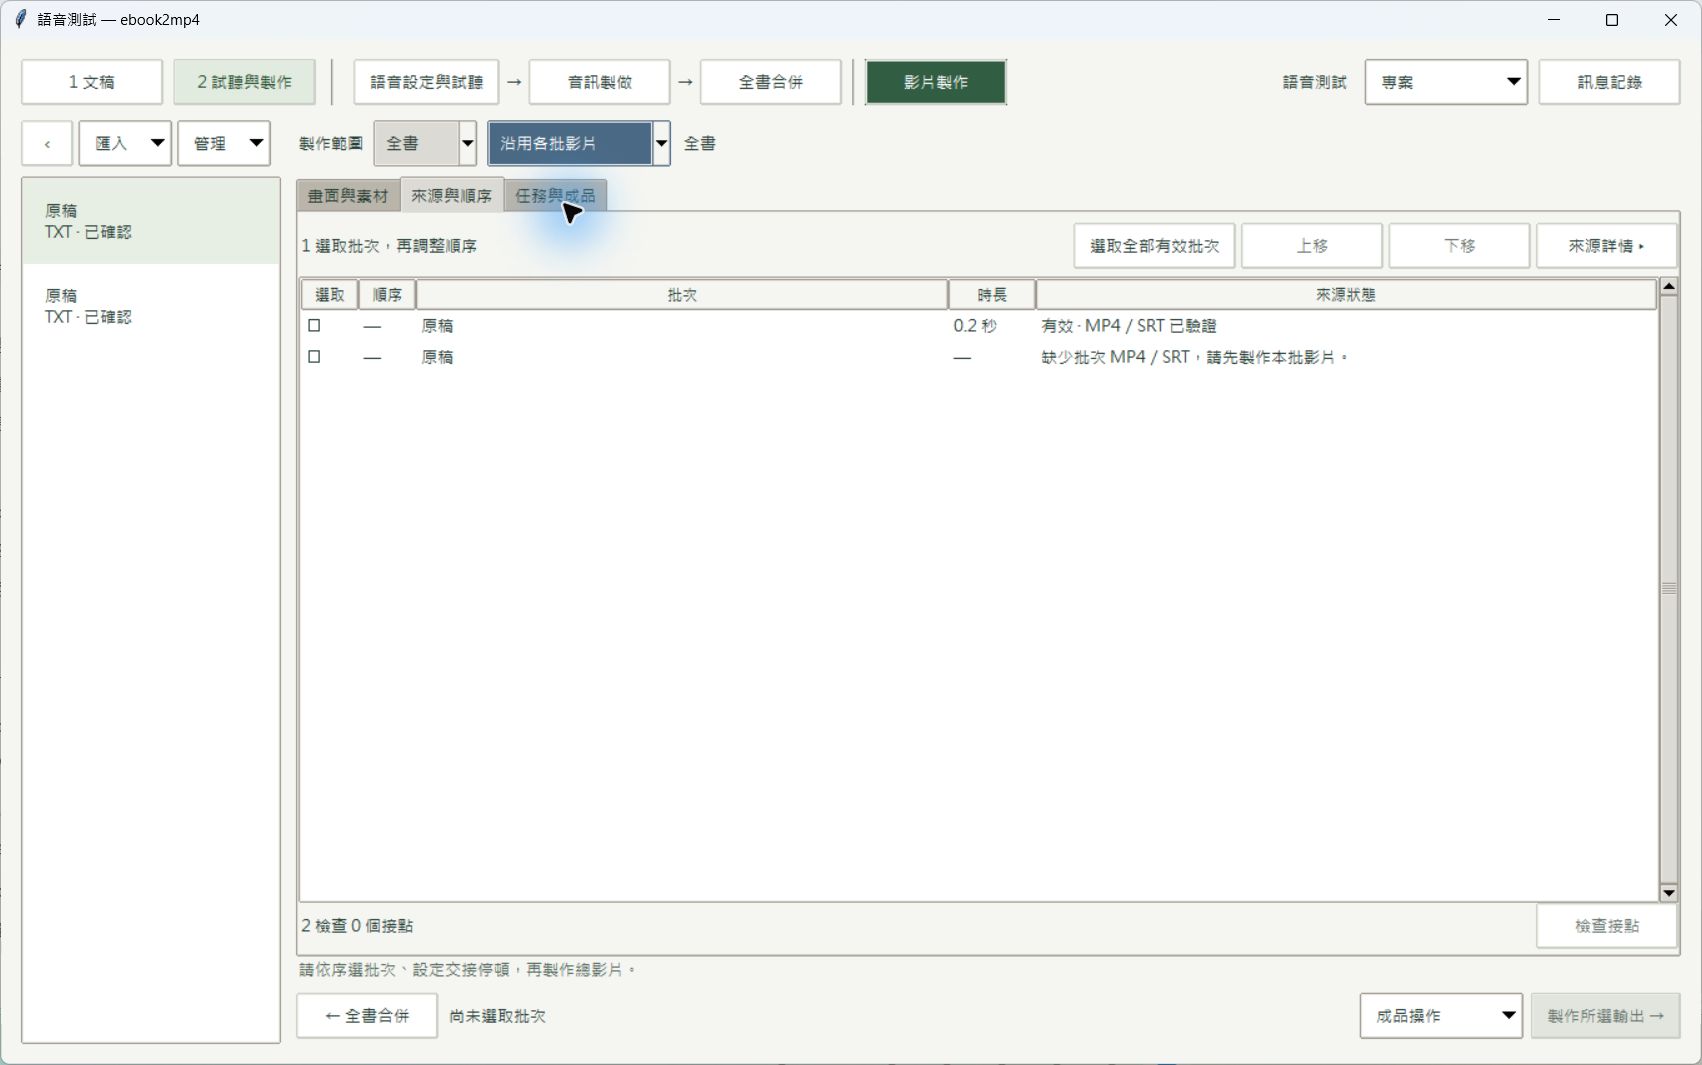 語音測試 — ebook2mp4
1 文稿
2 試聽與製作
語音設定與試聽
→
音訊製做
→
全書合併
影片製作
語音測試
專案
訊息記錄
‹
匯入
管理
製作範圍
全書
沿用各批影片
全書
原稿
TXT · 已確認
原稿
TXT · 已確認
畫面與素材
來源與順序
任務與成品
1 選取批次，再調整順序
選取全部有效批次
上移
下移
來源詳情 ▸
選取 順序 批次 時長 來源狀態
☐ — 原稿 0.2 秒 有效 · MP4 / SRT 已驗證
☐ — 原稿 — 缺少批次 MP4 / SRT，請先製作本批影片。
2 檢查 0 個接點
檢查接點
請依序選批次、設定交接停頓，再製作總影片。
← 全書合併
尚未選取批次
成品操作
製作所選輸出 →